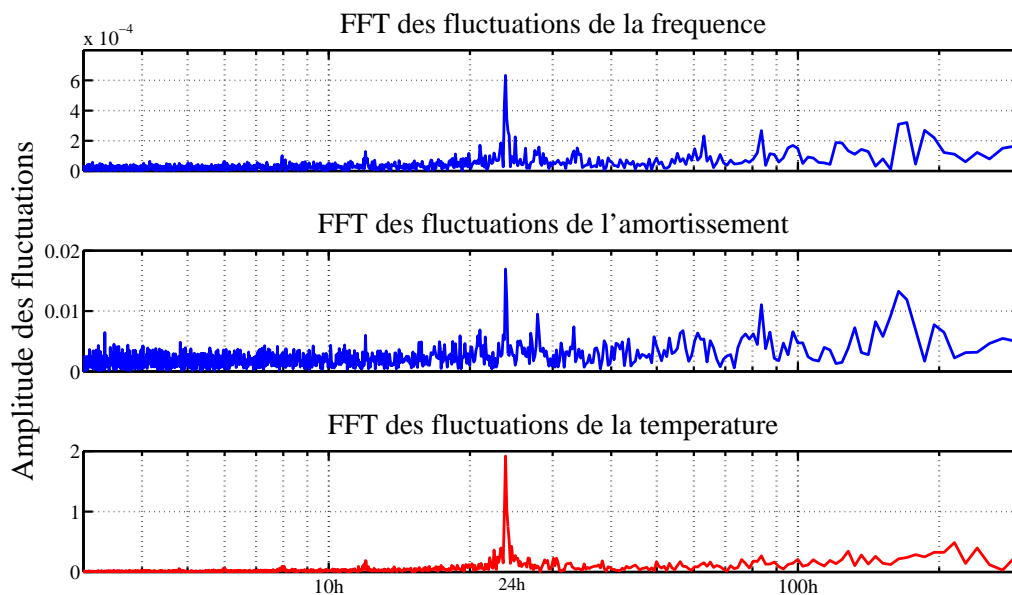 FFT des fluctuations de la frequence
x 10⁻⁴
6
4
2
0
Amplitude des fluctuations
FFT des fluctuations de l'amortissement
0.02
0.01
0
FFT des fluctuations de la temperature
2
1
0
10h 24h 100h